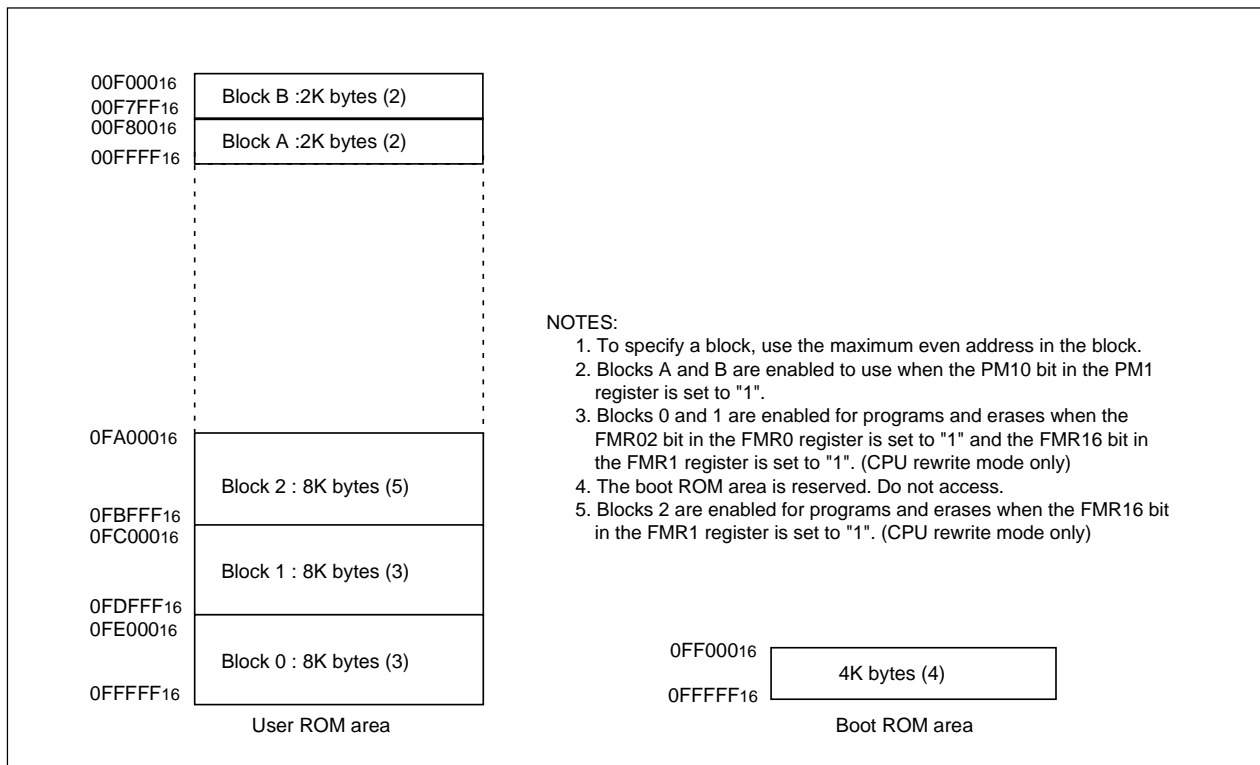 00F00016
Block B :2K bytes (2)
00F7FF16
00F80016
Block A :2K bytes (2)
00FFFF16
NOTES:
1. To specify a block, use the maximum even address in the block.
2. Blocks A and B are enabled to use when the PM10 bit in the PM1
register is set to "1".
3. Blocks 0 and 1 are enabled for programs and erases when the
FMR02 bit in the FMR0 register is set to "1" and the FMR16 bit in
the FMR1 register is set to "1". (CPU rewrite mode only)
4. The boot ROM area is reserved. Do not access.
5. Blocks 2 are enabled for programs and erases when the FMR16 bit
in the FMR1 register is set to "1". (CPU rewrite mode only)
0FA00016
Block 2 : 8K bytes (5)
0FBFFF16
0FC00016
Block 1 : 8K bytes (3)
0FDFFF16
0FE00016
Block 0 : 8K bytes (3)
0FFFFF16
User ROM area
0FF00016
4K bytes (4)
0FFFFF16
Boot ROM area